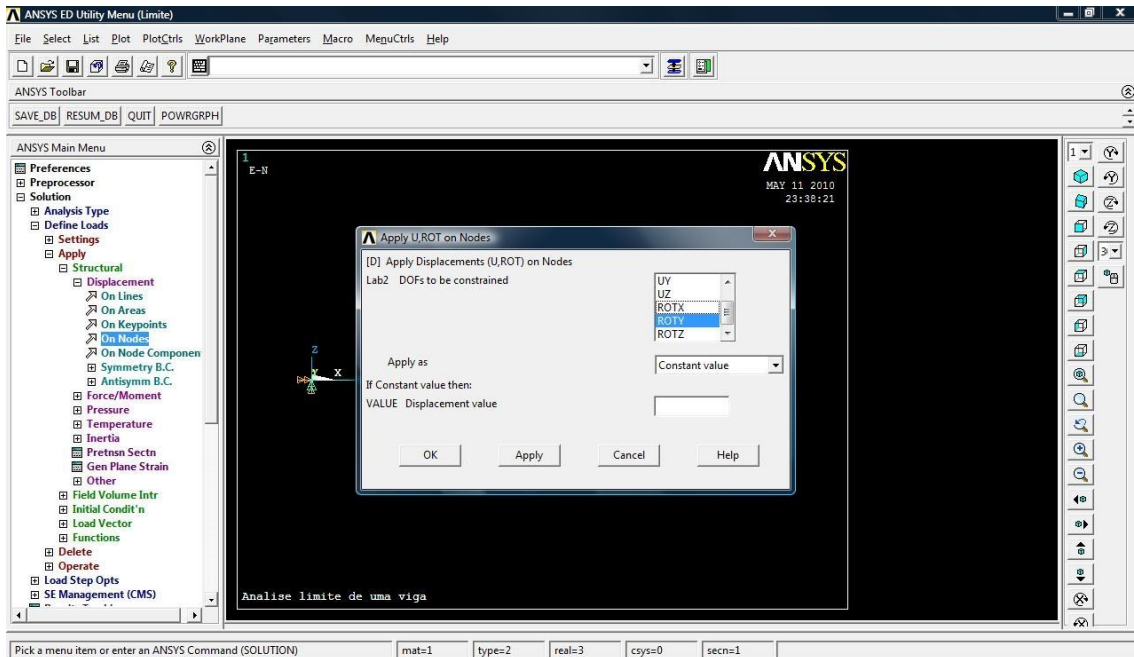 ANSYS ED Utility Menu (Limite)
File Select List Plot PlotCtrls WorkPlane Parameters Macro MenuCtrls Help
ANSYS Toolbar
SAVE_DB RESUM_DB QUIT POWRGRPH
ANSYS Main Menu
Preferences
Preprocessor
Solution
Analysis Type
Define Loads
Settings
Apply
Structural
Displacement
On Lines
On Areas
On Keypoints
On Nodes
On Node Componen
Symmetry B.C.
Antisymm B.C.
Force/Moment
Pressure
Temperature
Inertia
Pretnsn Sectn
Gen Plane Strain
Other
Field Volume Intr
Initial Condit'n
Load Vector
Functions
Delete
Operate
Load Step Opts
SE Management (CMS)
1
E-N
ANSYS
MAY 11 2010
23:38:21
Z
Y X
Apply U,ROT on Nodes
[D] Apply Displacements (U,ROT) on Nodes
Lab2 DOFs to be constrained
UY
UZ
ROTX
ROTY
ROTZ
Apply as
Constant value
If Constant value then:
VALUE Displacement value
OK Apply Cancel Help
Analise limite de uma viga
1
3
Pick a menu item or enter an ANSYS Command (SOLUTION) mat=1 type=2 real=3 csys=0 secn=1